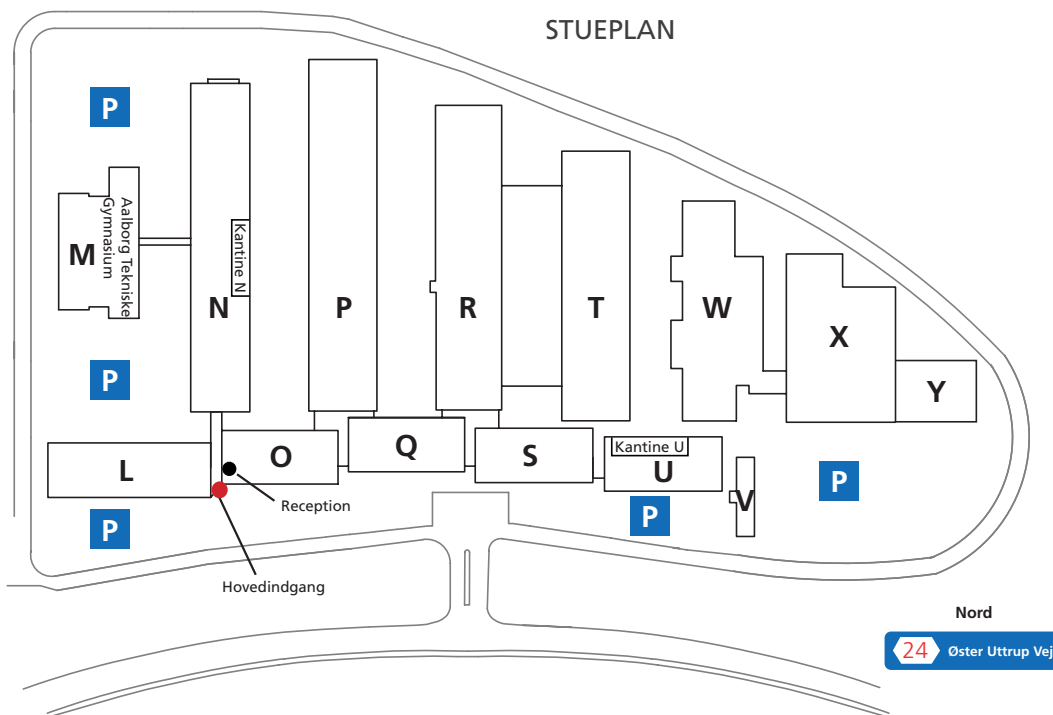 STUEPLAN
P
M
Aalborg Tekniske
Gymnasium
Kantine N
N
P
R
T
W
X
Y
P
L
O
Q
S
Kantine U
U
V
P
Reception
P
P
Hovedindgang
Nord
24 Øster Uttrup Vej